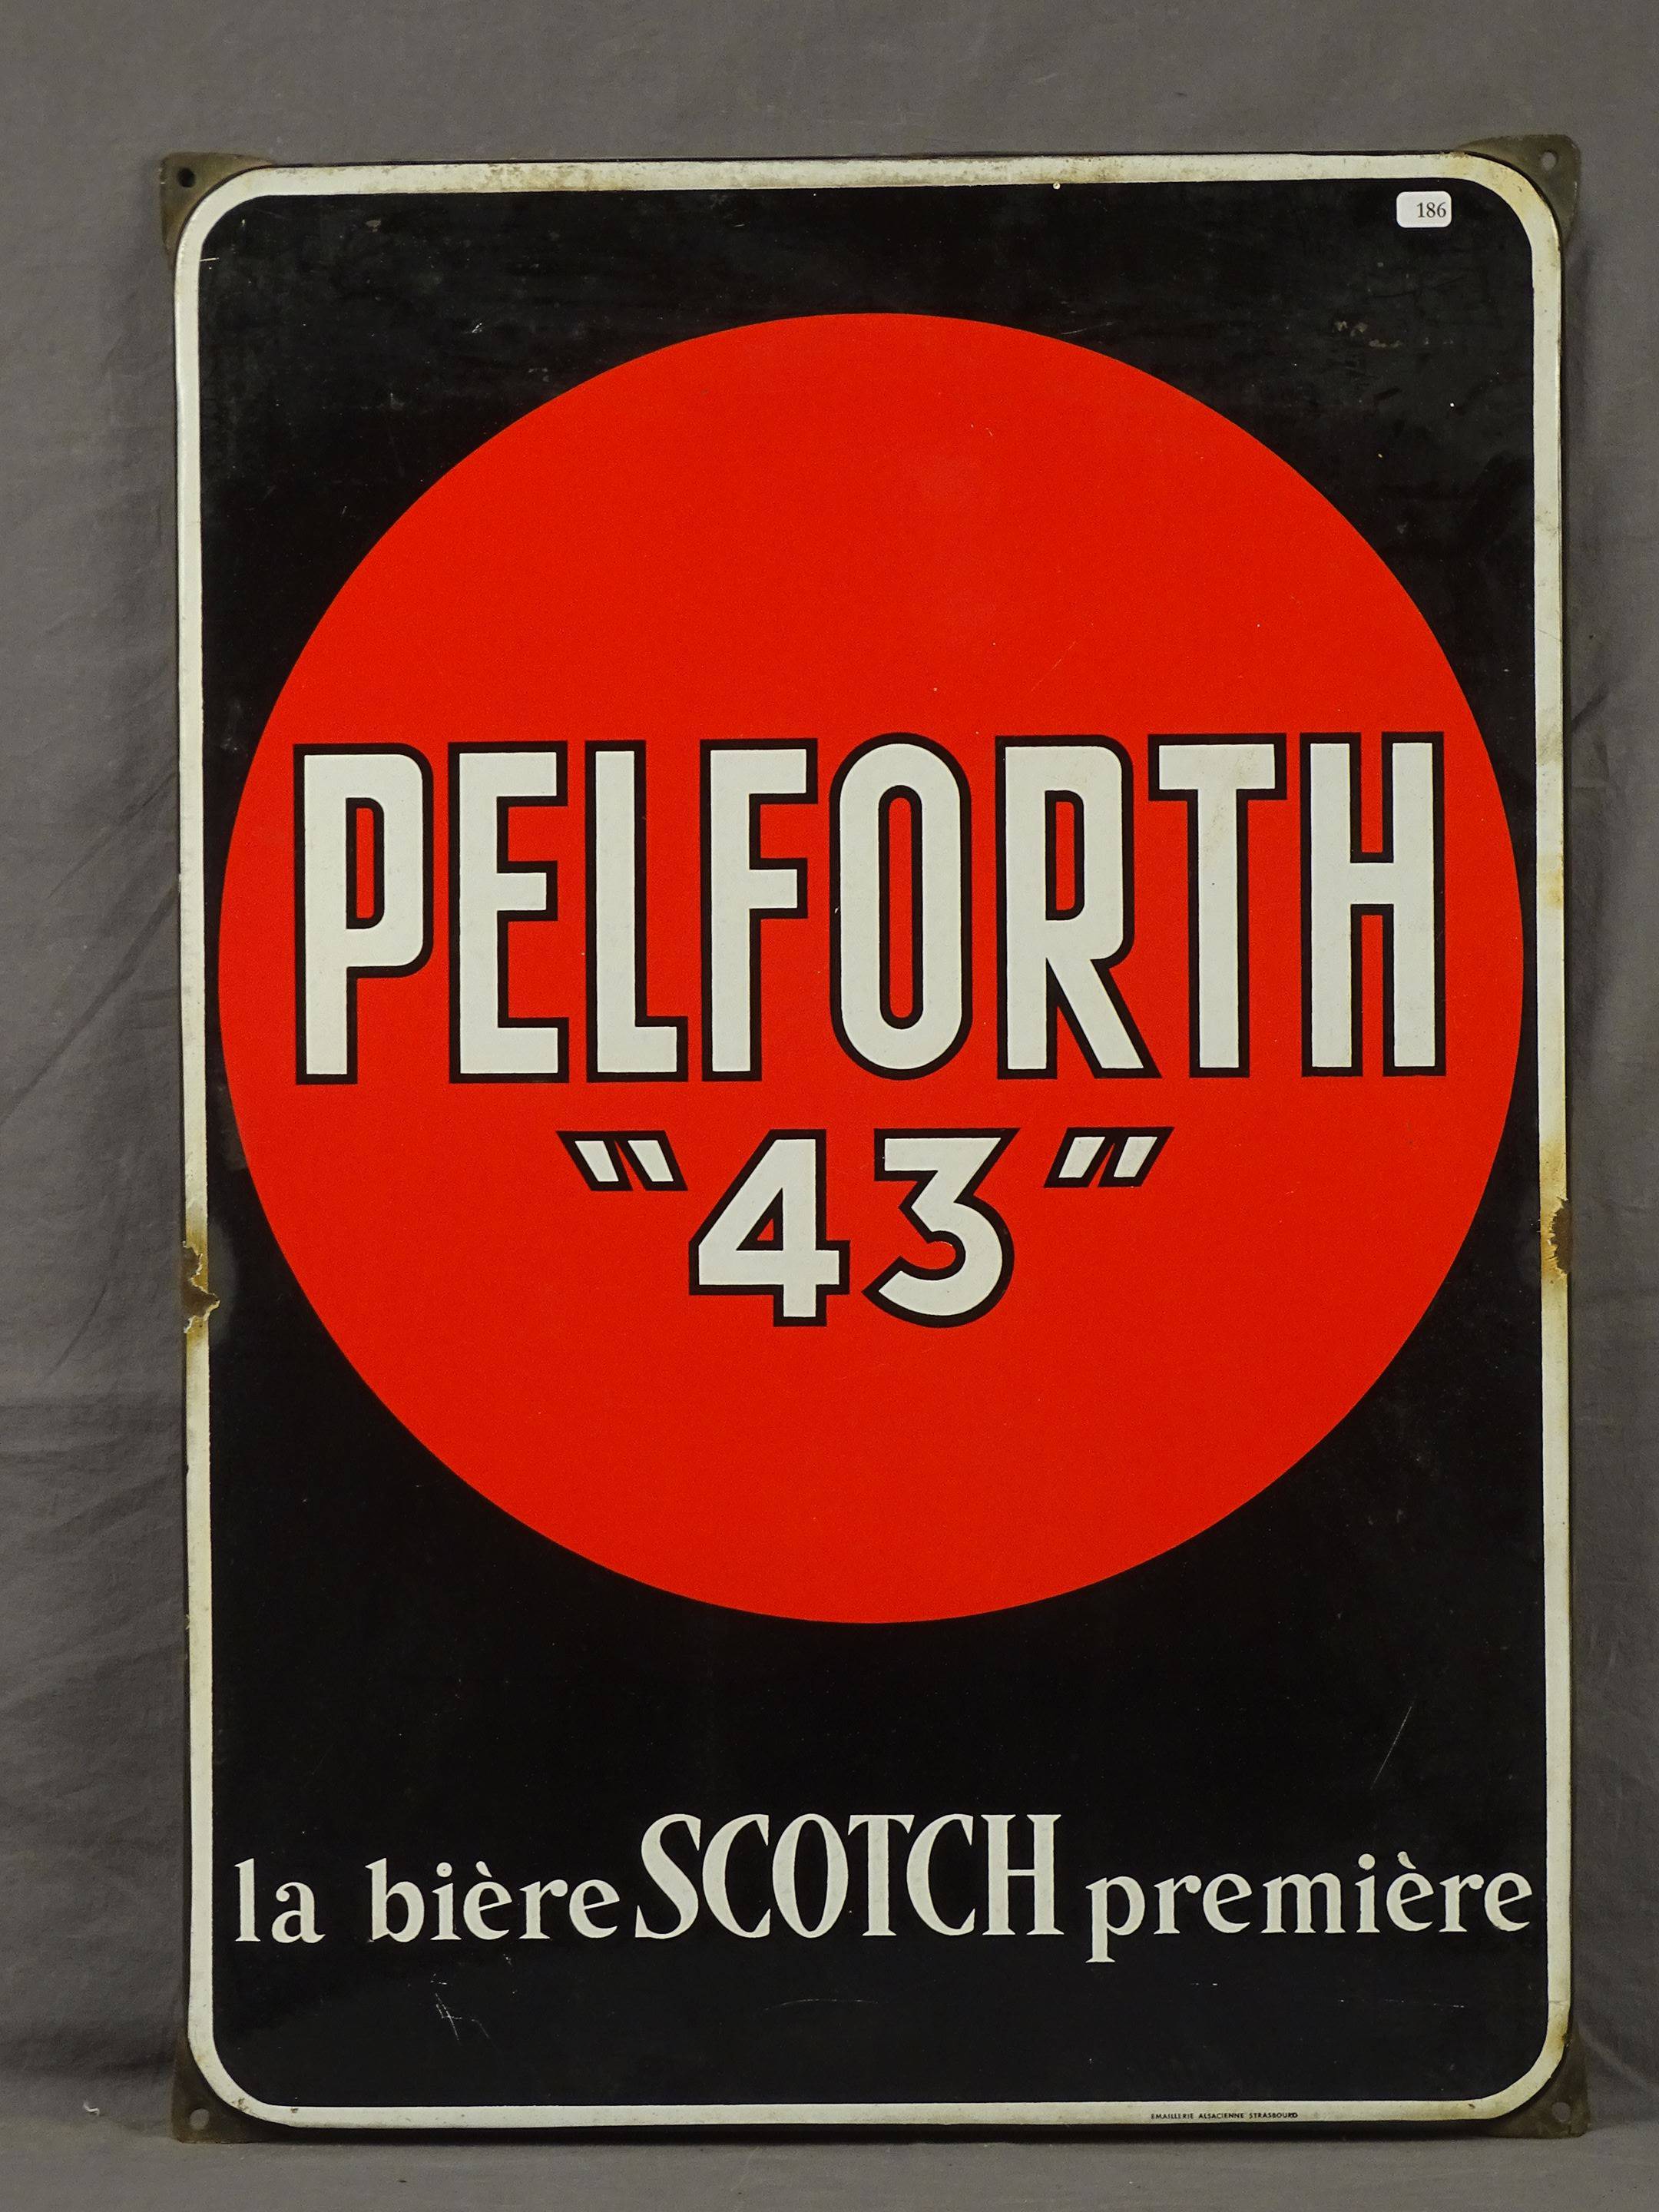 186
PELFORTH
"43"
la bière SCOTCH première
EMAILLERIE ALSACIENNE STRASBOURG